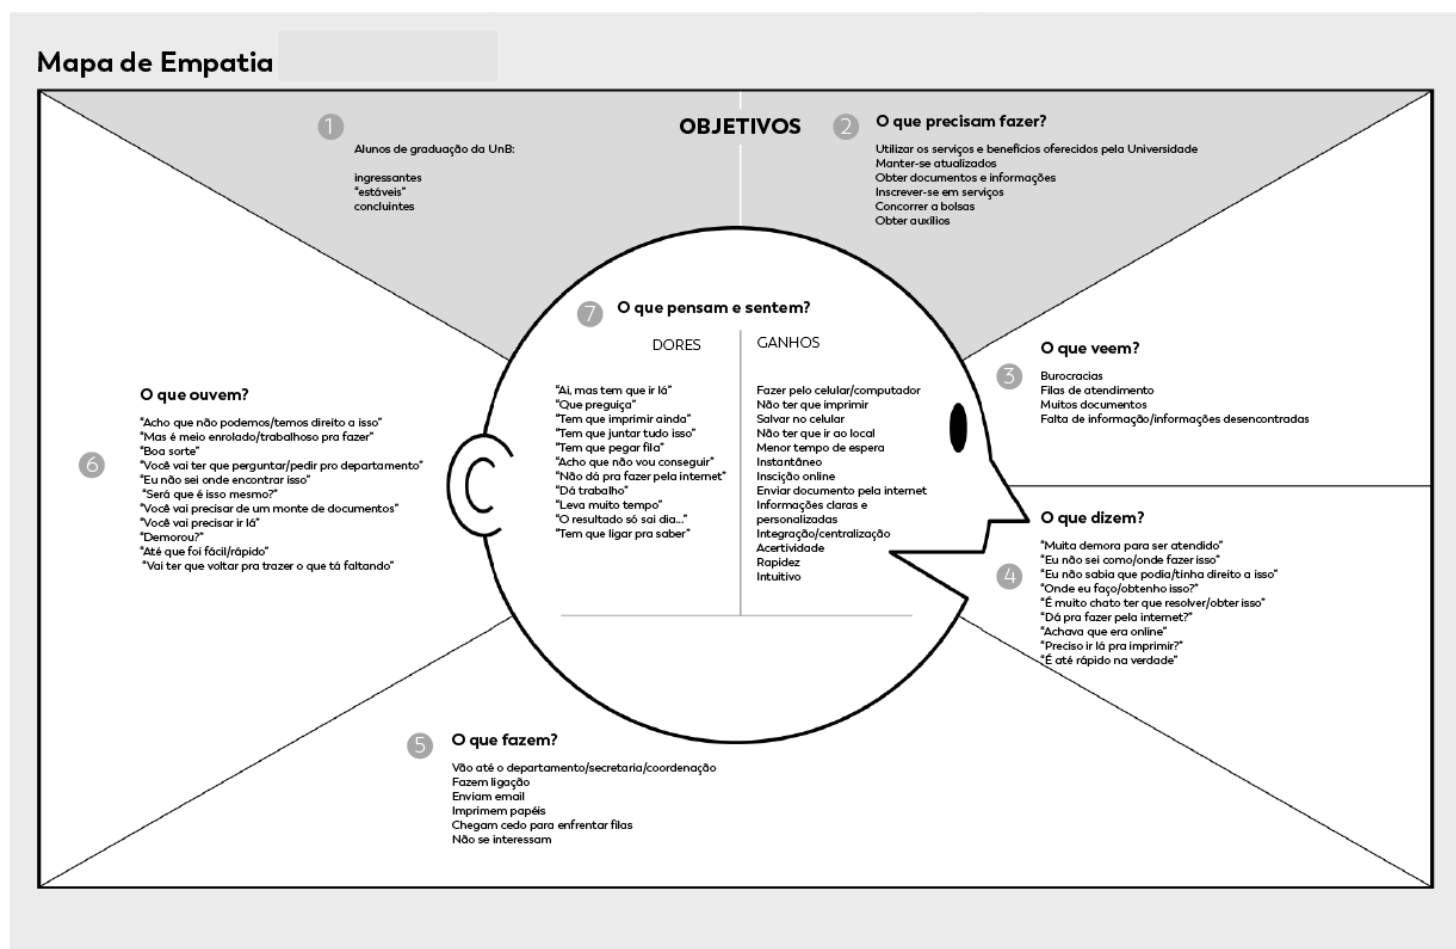 Mapa de Empatia
OBJETIVOS
1
Alunos de graduação da UnB:
ingressantes
"estáveis"
concluintes
2
O que precisam fazer?
Utilizar os serviços e benefícios oferecidos pela Universidade
Manter-se atualizados
Obter documentos e informações
Inscrever-se em serviços
Concorrer a bolsas
Obter auxílios
3
O que veem?
Burocracias
Filas de atendimento
Muitos documentos
Falta de informação/informações desencontradas
4
O que dizem?
"Muita demora para ser atendido"
"Eu não sei como/onde fazer isso"
"Eu não sabia que podia/tinha direito a isso"
"Onde eu faço/obtenho isso?"
"É muito chato ter que resolver/obter isso"
"Dá pra fazer pela internet?"
"Achava que era online"
"Preciso ir lá pra imprimir?"
"É até rápido na verdade"
5
O que fazem?
Vão até o departamento/secretaria/coordenação
Fazem ligação
Enviam email
Imprimem papéis
Chegam cedo para enfrentar filas
Não se interessam
6
O que ouvem?
"Acho que não podemos/temos direito a isso"
"Mas é meio enrolado/trabalhoso pra fazer"
"Boa sorte"
"Você vai ter que perguntar/pedir pro departamento"
"Eu não sei onde encontrar isso"
"Será que é isso mesmo?"
"Você vai precisar de um monte de documentos"
"Você vai precisar ir lá"
"Demorou?"
"Até que foi fácil/rápido"
"Vai ter que voltar pra trazer o que tá faltando"
7
O que pensam e sentem?
DORES
"Ai, mas tem que ir lá"
"Que preguiça"
"Tem que imprimir ainda"
"Tem que juntar tudo isso"
"Tem que pegar fila"
"Acho que não vou conseguir"
"Não dá pra fazer pela internet"
"Dá trabalho"
"Leva muito tempo"
"O resultado só sai dia..."
"Tem que ligar pra saber"
GANHOS
Fazer pelo celular/computador
Não ter que imprimir
Salvar no celular
Não ter que ir ao local
Menor tempo de espera
Instantâneo
Inscição online
Enviar documento pela internet
Informações claras e
personalizadas
Integração/centralização
Acertividade
Rapidez
Intuitivo